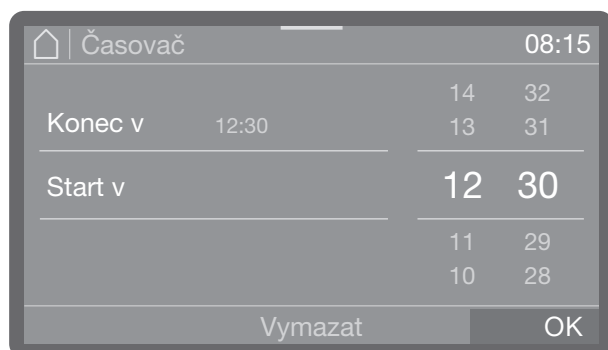 Časovač 08:15
14 32
Konec v 12:30 13 31
Start v 12 30
11 29
10 28
Vymazat OK